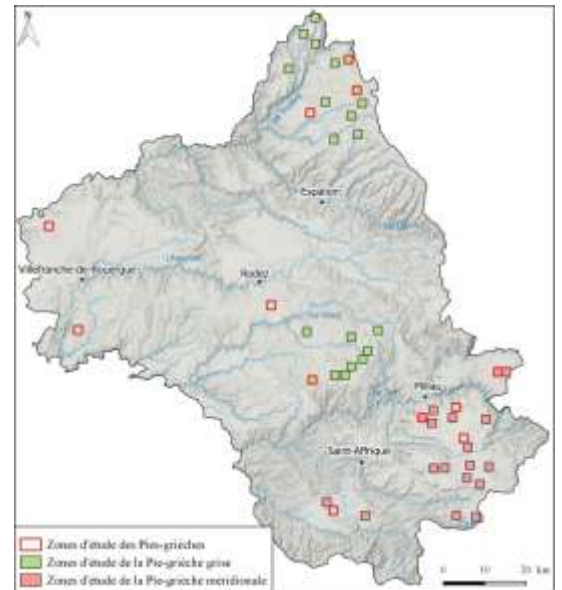 N
Espalion
Villefranche-de-Rouergue
Rodez
Millau
Saint-Affrique
Zones d'étude des Pies-grièches
Zones d'étude de la Pie-grièche grise
Zones d'étude de la Pie-grièche méridionale
0 10 20 km